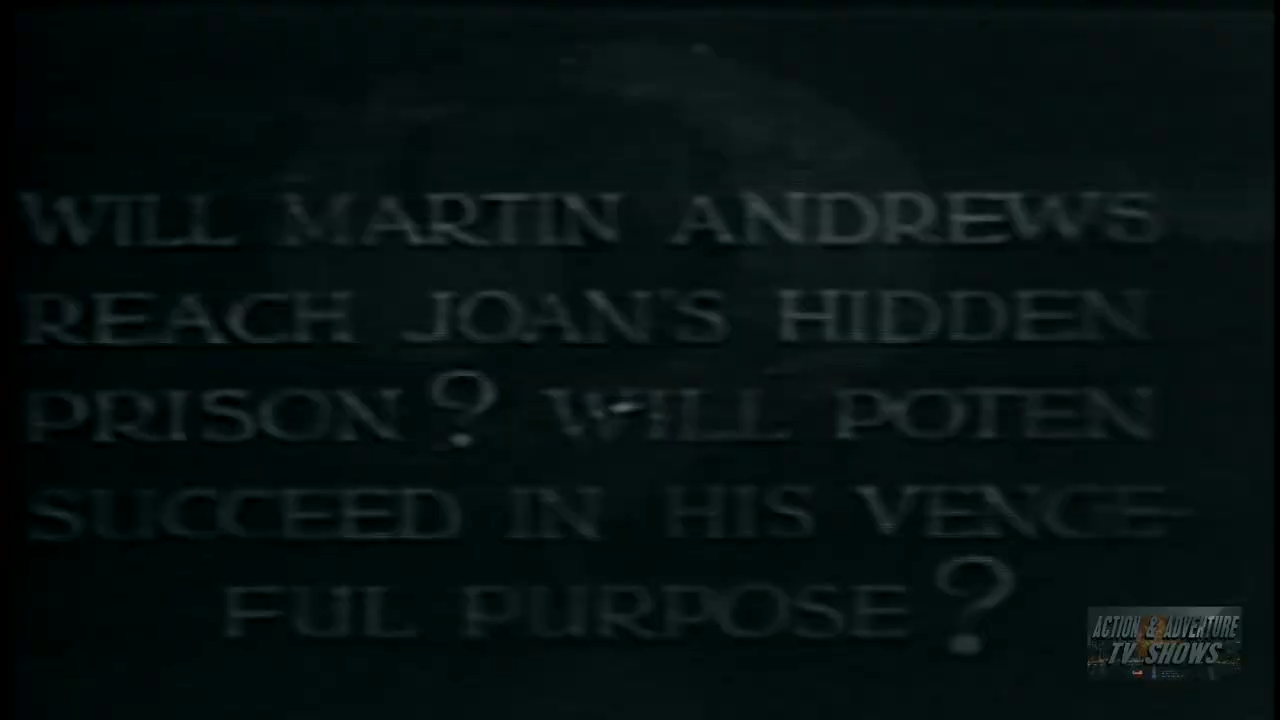 WILL MARTIN ANDREWS
REACH JOAN'S HIDDEN
PRISON? WILL POTEN
SUCCEED IN HIS VENGE-
FUL PURPOSE?
ACTION & ADVENTURE
TV SHOWS